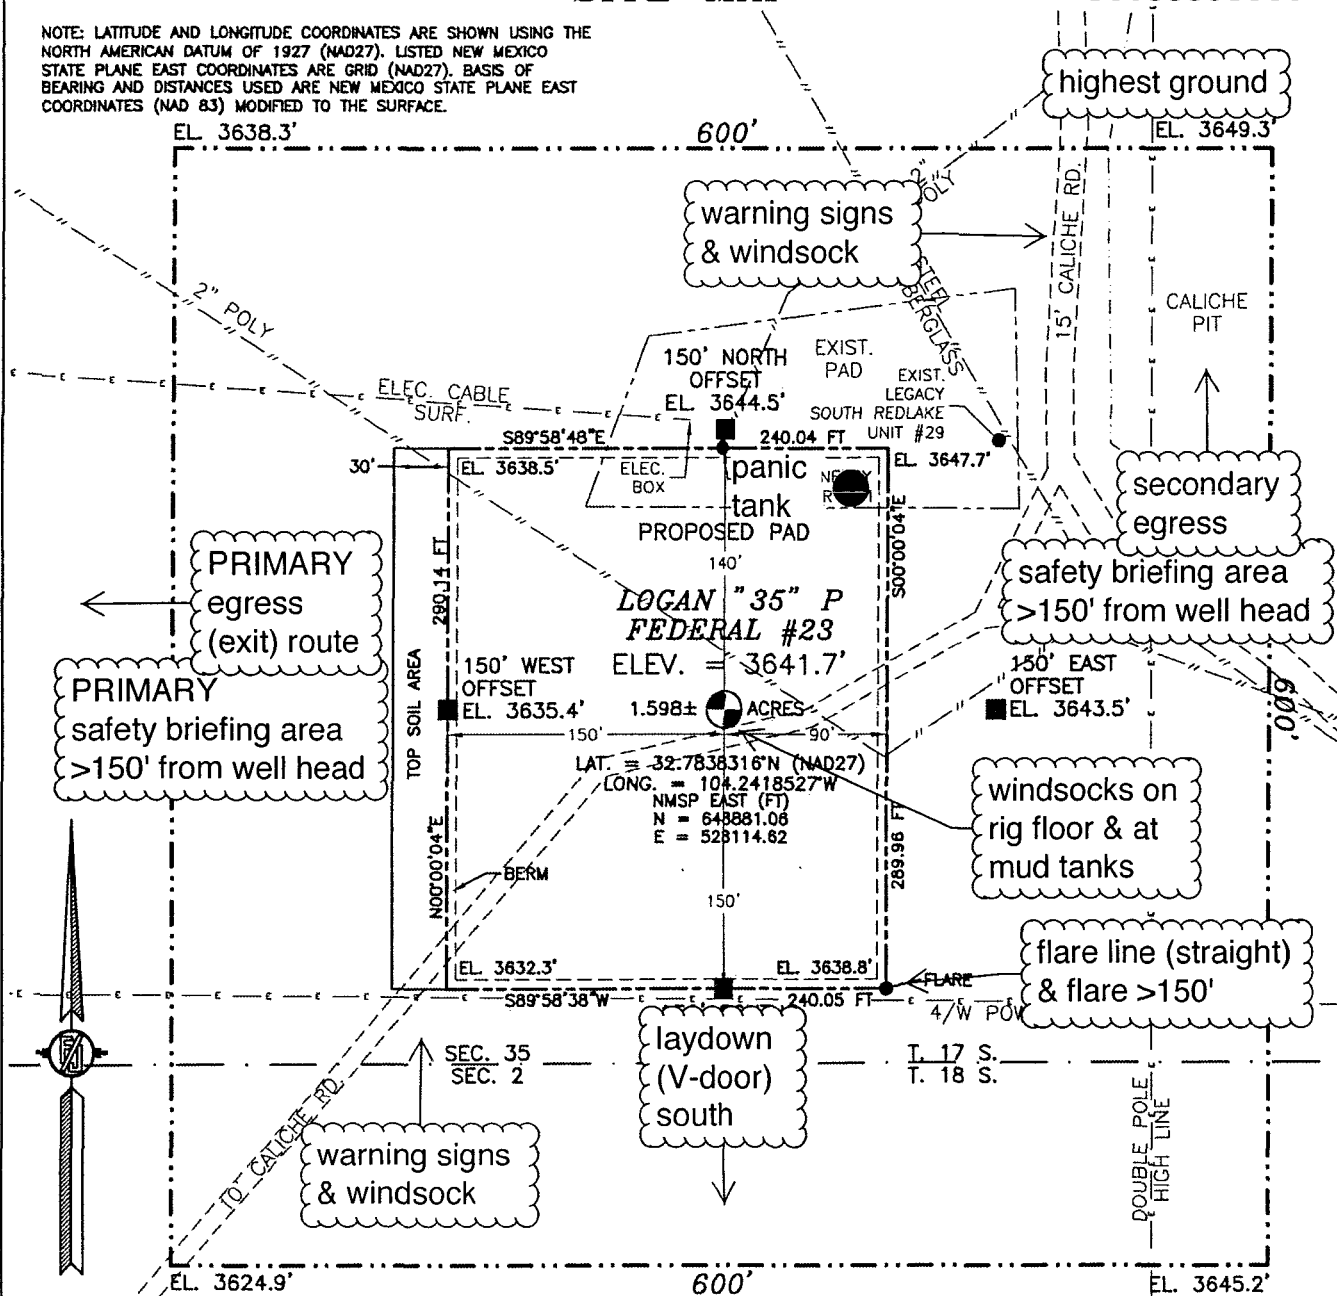 NOTE: LATITUDE AND LONGITUDE COORDINATES ARE SHOWN USING THE
NORTH AMERICAN DATUM OF 1927 (NAD27). LISTED NEW MEXICO
STATE PLANE EAST COORDINATES ARE GRID (NAD27). BASIS OF
BEARING AND DISTANCES USED ARE NEW MEXICO STATE PLANE EAST
COORDINATES (NAD 83) MODIFIED TO THE SURFACE.
highest ground
EL. 3638.3'
600'
EL. 3649.3'
2"
OLY
warning signs
& windsock
15' CALICHE RD.
2" POLY
CALICHE
PIT
BERGLASS
150' NORTH
OFFSET
EL. 3644.5'
EXIST.
PAD
EXIST.
LEGACY
SOUTH REDLAKE
UNIT #29
ELEC. CABLE
SURF.
S89°58'48"E
240.04 FT
30'
EL. 3638.5'
ELEC.
BOX
panic
tank
EL. 3647.7'
PROPOSED PAD
secondary
egress
140'
290.14 FT
S00°00'04"E
PRIMARY
egress
(exit) route
safety briefing area
>150' from well head
LOGAN "35" P
FEDERAL #23
ELEV. = 3641.7'
PRIMARY
safety briefing area
>150' from well head
TOP SOIL AREA
150' WEST
OFFSET
EL. 3635.4'
1.598± ACRES
150' EAST
OFFSET
EL. 3643.5'
600'
150'
90'
LAT. = 32.7838316°N (NAD27)
LONG. = 104.2418527°W
NMSP EAST (FT)
N = 648881.06
E = 528114.62
windsocks on
rig floor & at
mud tanks
N00°00'04"E
BERM
289.96 FT
150'
EL. 3632.3'
EL. 3638.8'
FLARE
flare line (straight)
& flare >150'
S89°58'38"W
240.05 FT
4/W POW
laydown
(V-door)
south
SEC. 35
SEC. 2
T. 17 S.
T. 18 S.
10' CALICHE RD.
warning signs
& windsock
DOUBLE POLE
HIGH LINE
EL. 3624.9'
600'
EL. 3645.2'